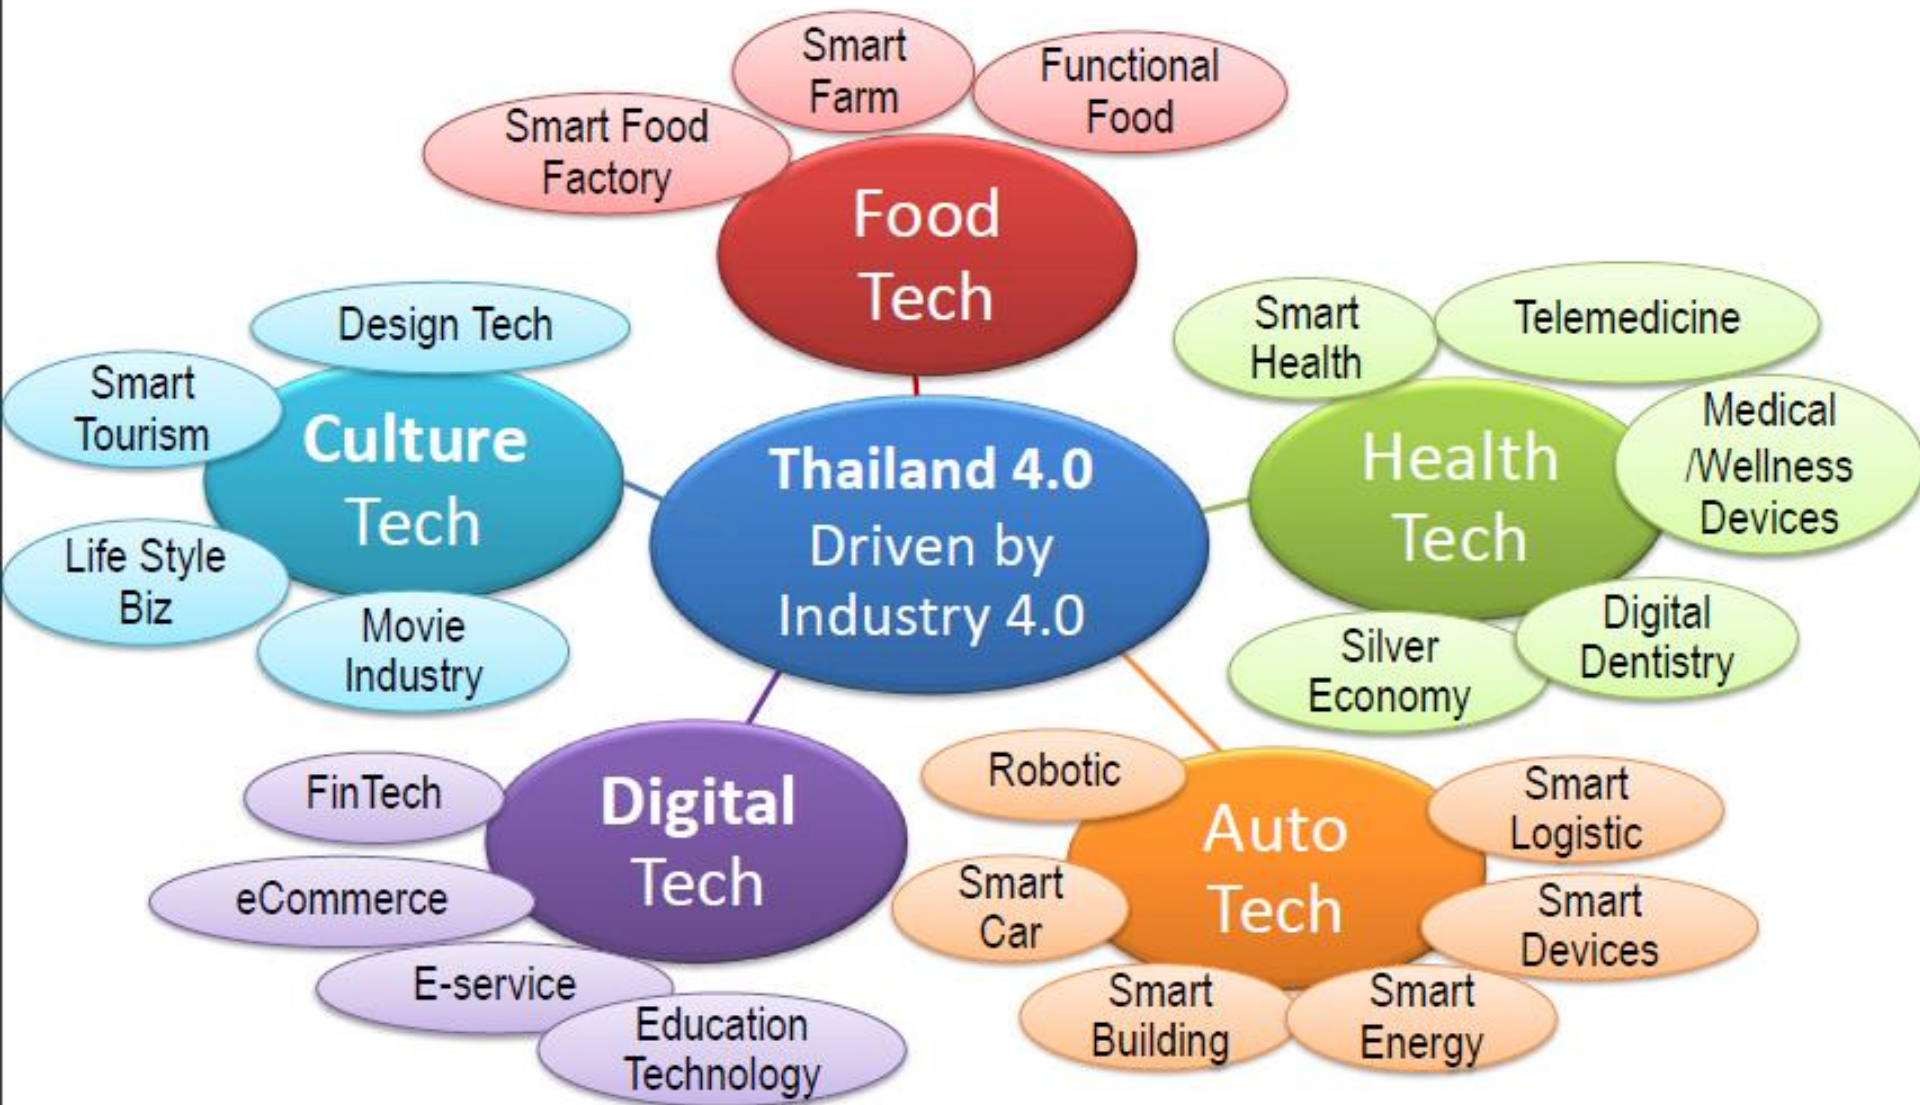 Smart
Farm
Functional
Food
Smart Food
Factory
Food
Tech
Design Tech
Smart
Tourism
Culture
Tech
Life Style
Biz
Movie
Industry
Thailand 4.0
Driven by
Industry 4.0
Smart
Health
Telemedicine
Medical
/Wellness
Devices
Health
Tech
Digital
Dentistry
Silver
Economy
FinTech
eCommerce
E-service
Education
Technology
Digital
Tech
Robotic
Smart
Car
Smart
Building
Smart
Energy
Smart
Devices
Smart
Logistic
Auto
Tech